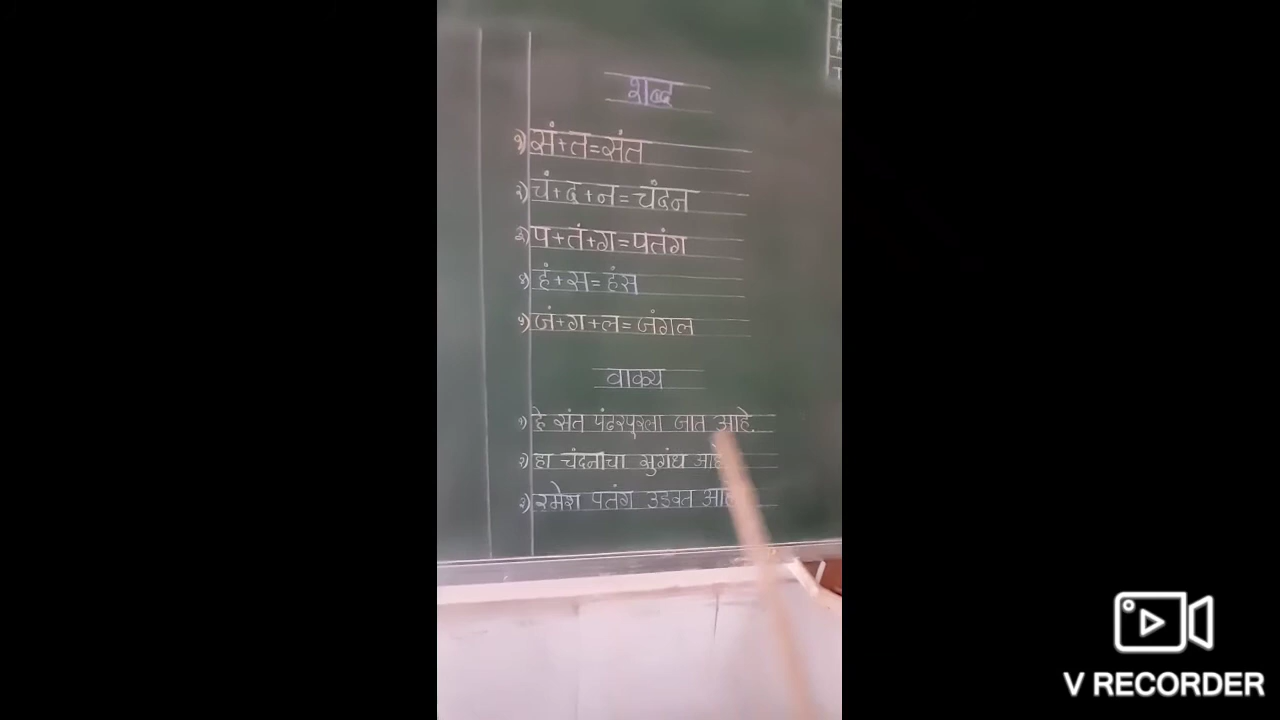 शब्द
१) सं+त=संत
२) चं+द+न=चंदन
३) प+तं+ग=पतंग
४) हं+स=हंस
५) जं+ग+ल=जंगल
वाक्य
१) हे संत पंढरपूरला जात आहे.
२) हा चंदनाचा सुगंध आहे
३) रमेश पतंग उडवत
V RECORDER